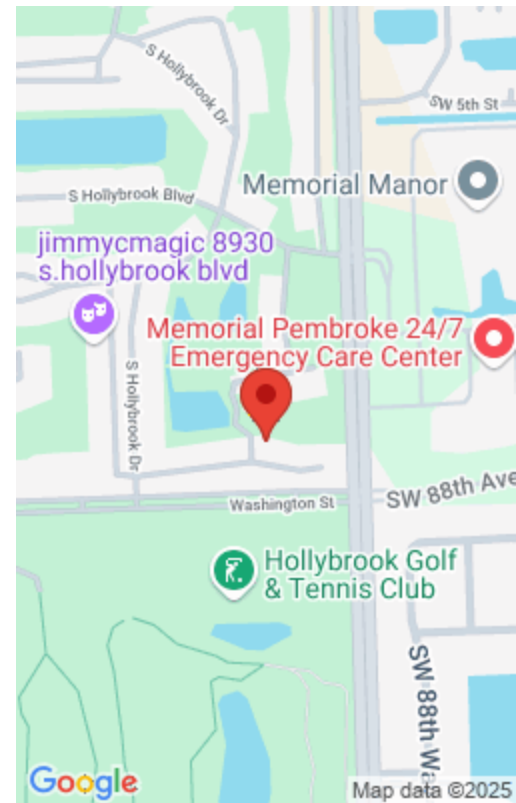 S Hollybrook Dr
SW 5th St
Memorial Manor
S Hollybrook Blvd
jimmycmagic 8930
s.hollybrook blvd
Memorial Pembroke 24/7
Emergency Care Center
S Hollybrook Dr
SW 88th Ave
Washington St
Hollybrook Golf
& Tennis Club
SW 88th Wa
Google
Map data ©2025